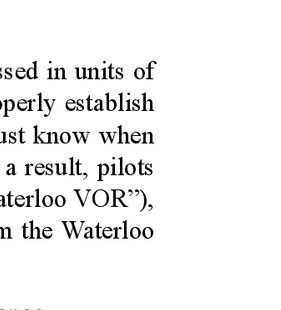 ssed in units of
operly establish
ust know when
a result, pilots
aterloo VOR”),
m the Waterloo